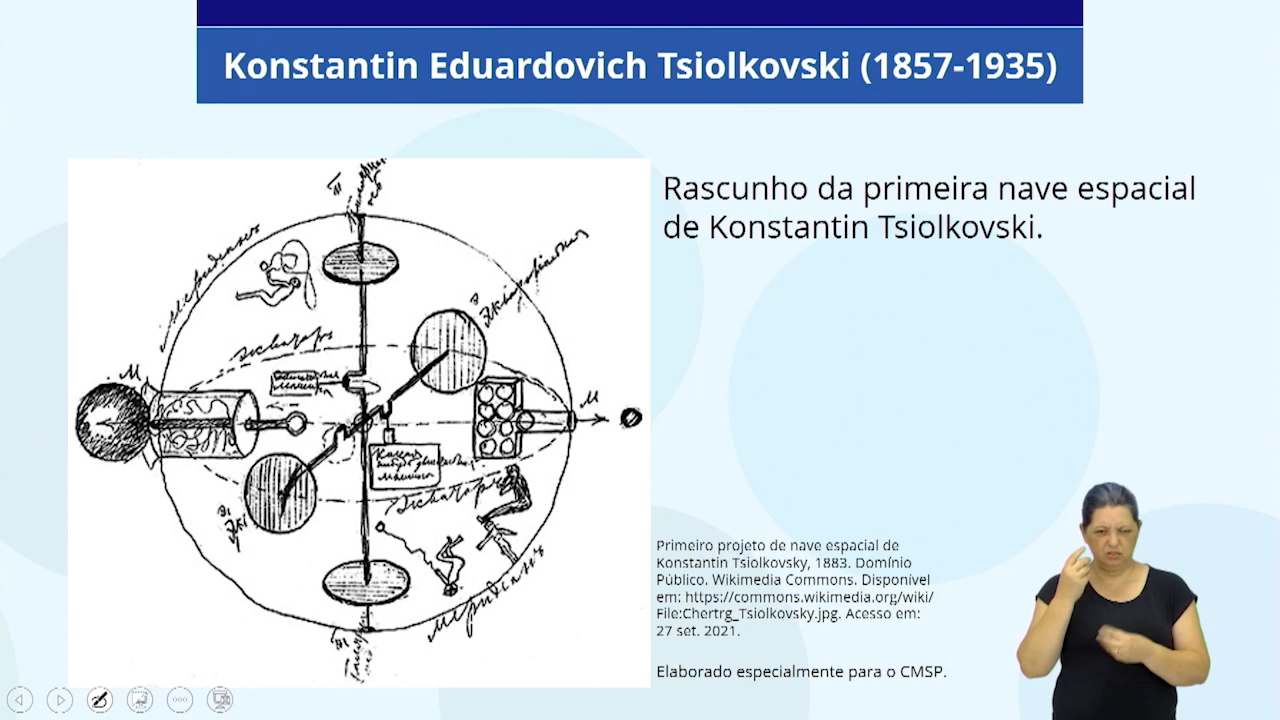 Konstantin Eduardovich Tsiolkovski (1857-1935)
Rascunho da primeira nave espacial
de Konstantin Tsiolkovski.
Primeiro projeto de nave espacial de
Konstantin Tsiolkovsky, 1883. Domínio
Público. Wikimedia Commons. Disponível
em: https://commons.wikimedia.org/wiki/
File:Chertrg_Tsiolkovsky.jpg. Acesso em:
27 set. 2021.
Elaborado especialmente para o CMSP.
M
M